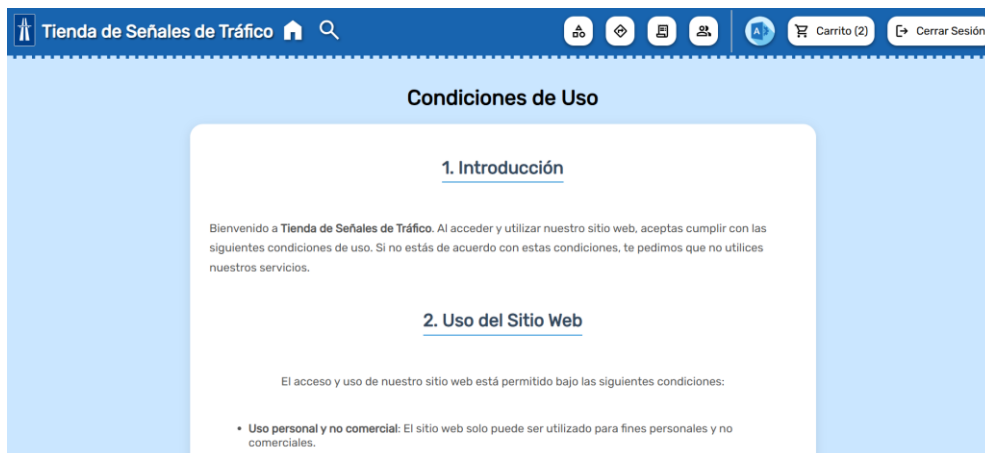 Tienda de Señales de Tráfico
Carrito (2)
Cerrar Sesión
Condiciones de Uso
1. Introducción
Bienvenido a Tienda de Señales de Tráfico. Al acceder y utilizar nuestro sitio web, aceptas cumplir con las
siguientes condiciones de uso. Si no estás de acuerdo con estas condiciones, te pedimos que no utilices
nuestros servicios.
2. Uso del Sitio Web
El acceso y uso de nuestro sitio web está permitido bajo las siguientes condiciones:
• Uso personal y no comercial: El sitio web solo puede ser utilizado para fines personales y no
comerciales.